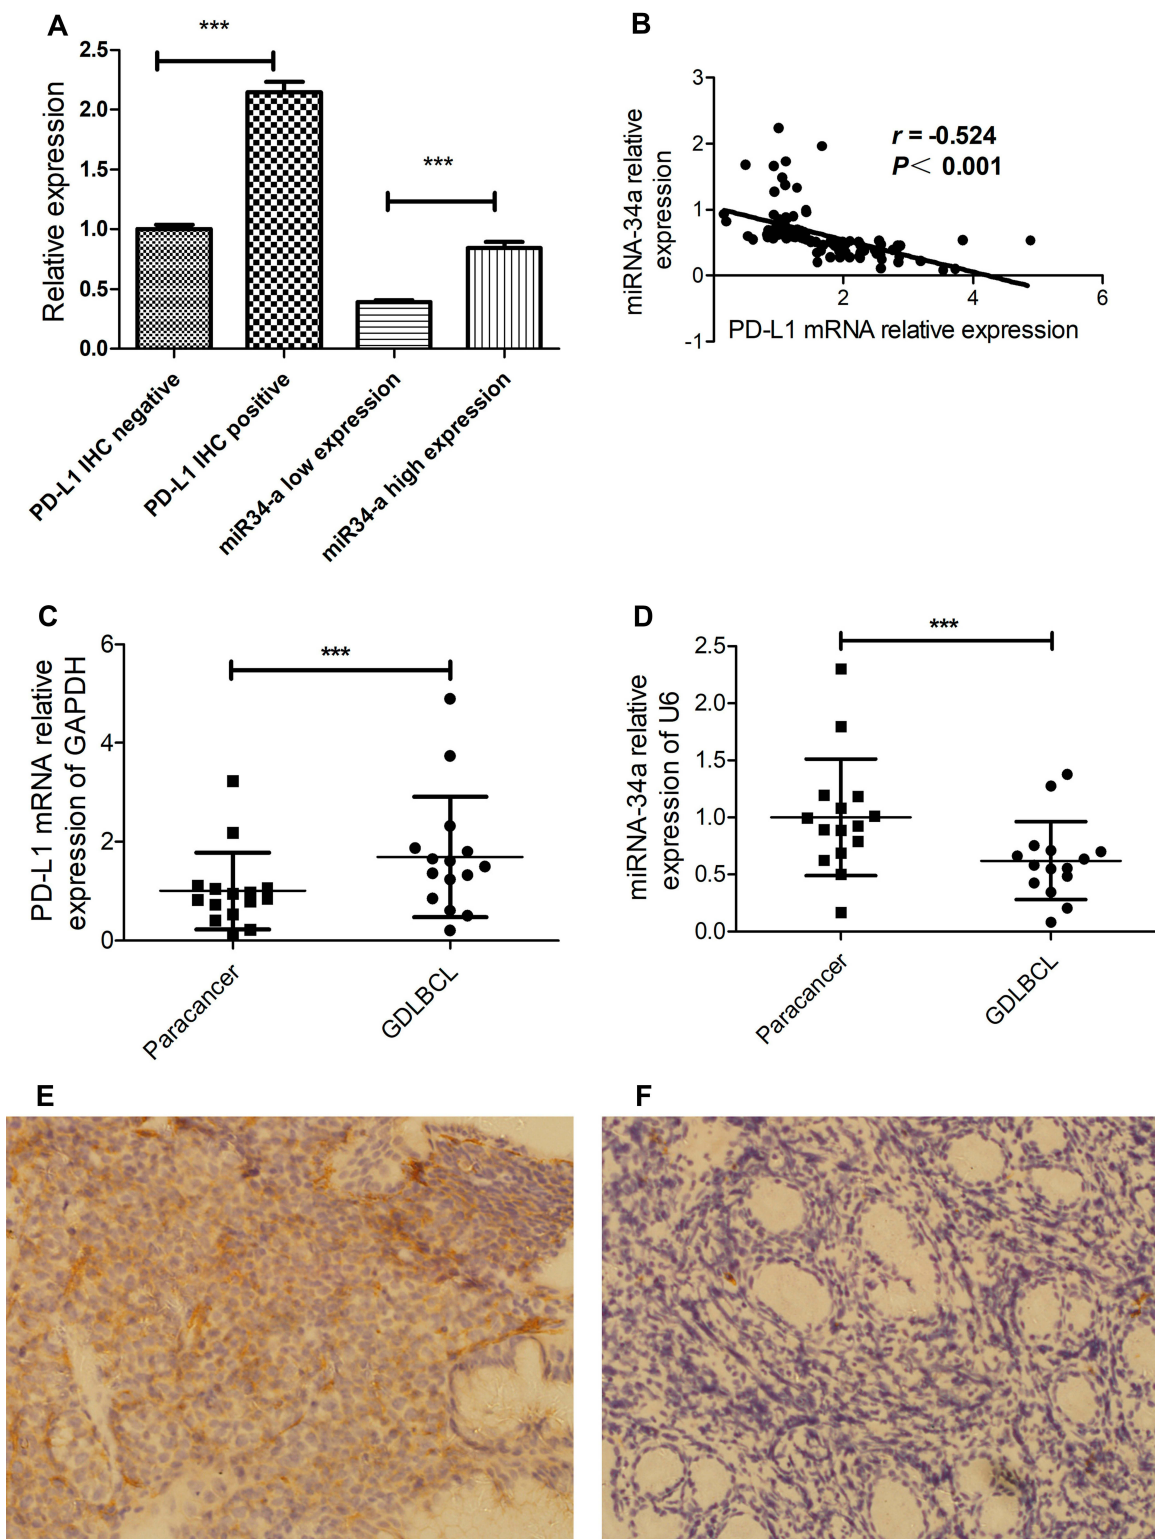 A
***
2.5
2.0
1.5
1.0
0.5
0.0
Relative expression
***
PD-L1 IHC negative
PD-L1 IHC positive
miR34-a low expression
miR34-a high expression
B
3
2
1
0
-1
miRNA-34a relative
expression
r = -0.524
P< 0.001
2
4
6
PD-L1 mRNA relative expression
C
6
4
2
0
PD-L1 mRNA relative
expression of GAPDH
***
Paracancer
GDLBCL
D
2.5
2.0
1.5
1.0
0.5
0.0
miRNA-34a relative
expression of U6
***
Paracancer
GDLBCL
E
F